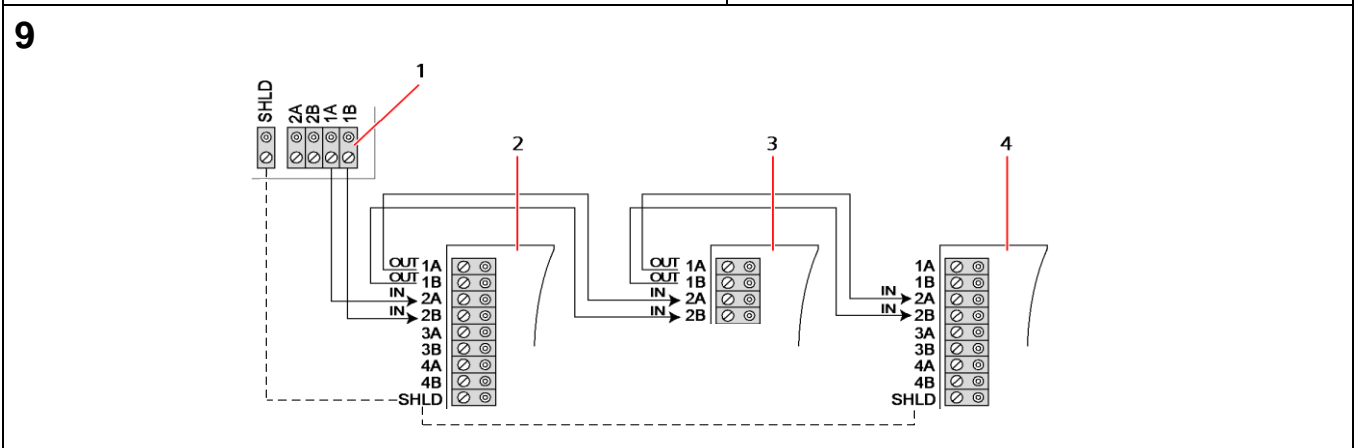 9
1
SHLD
2A
2B
1A
1B
2
3
4
OUT 1A
OUT 1B
IN 2A
IN 2B
3A
3B
4A
4B
SHLD
OUT 1A
OUT 1B
IN 2A
IN 2B
1A
1B
IN 2A
IN 2B
3A
3B
4A
4B
SHLD